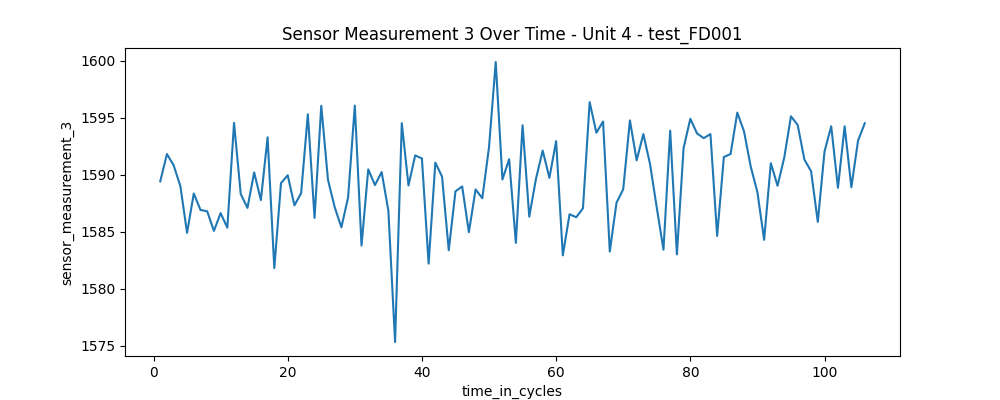 Sensor Measurement 3 Over Time - Unit 4 - test_FD001
1600
1595
1590
1585
1580
1575
sensor_measurement_3
0 20 40 60 80 100
time_in_cycles